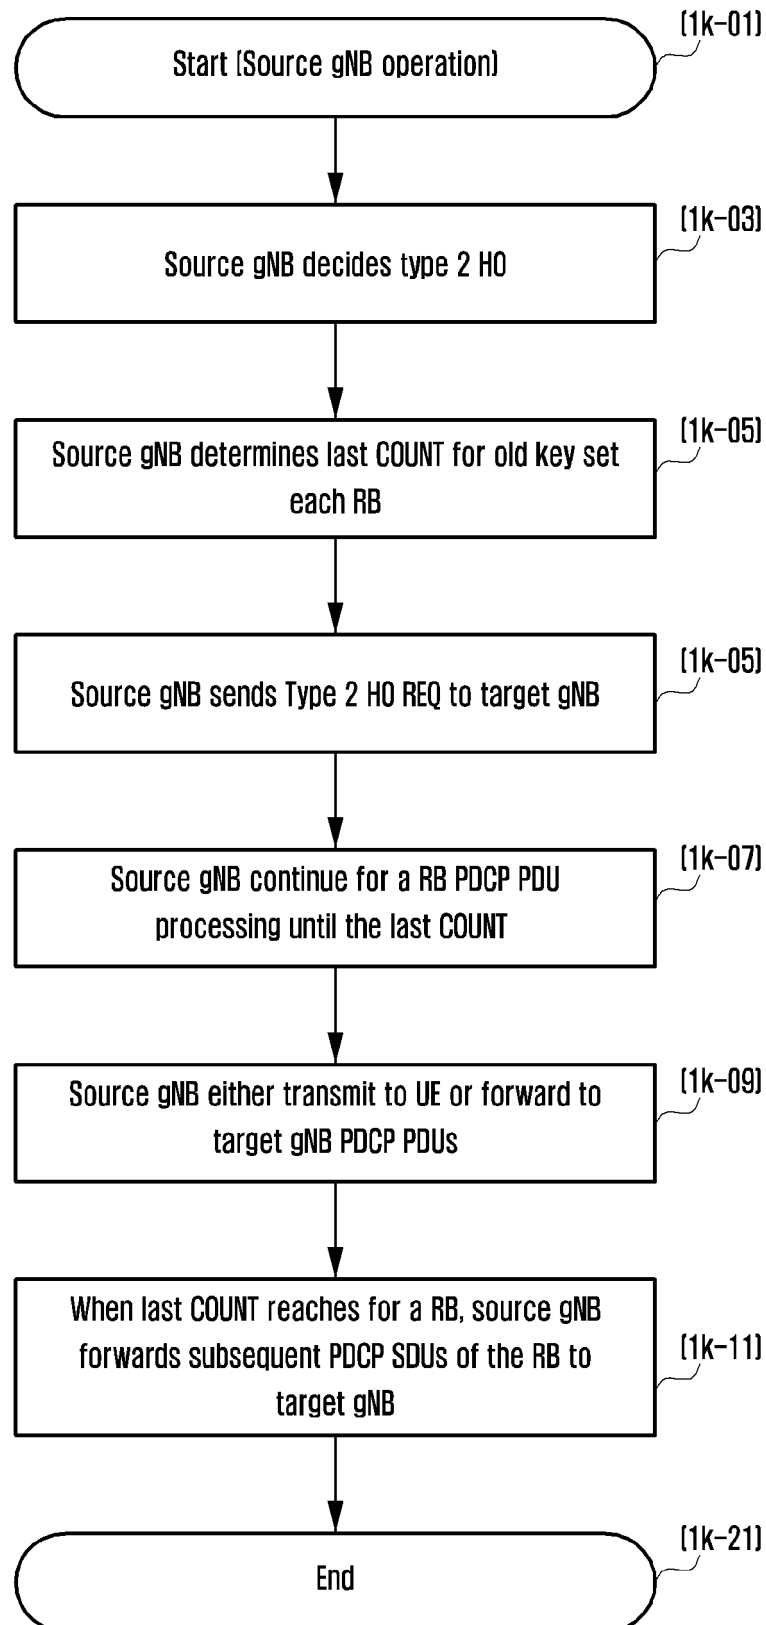 [1k-01]
Start [Source gNB operation]
[1k-03]
Source gNB decides type 2 HO
[1k-05]
Source gNB determines last COUNT for old key set
each RB
[1k-05]
Source gNB sends Type 2 HO REQ to target gNB
[1k-07]
Source gNB continue for a RB PDCP PDU
processing until the last COUNT
[1k-09]
Source gNB either transmit to UE or forward to
target gNB PDCP PDUs
When last COUNT reaches for a RB, source gNB
forwards subsequent PDCP SDUs of the RB to
target gNB
[1k-11]
[1k-21]
End